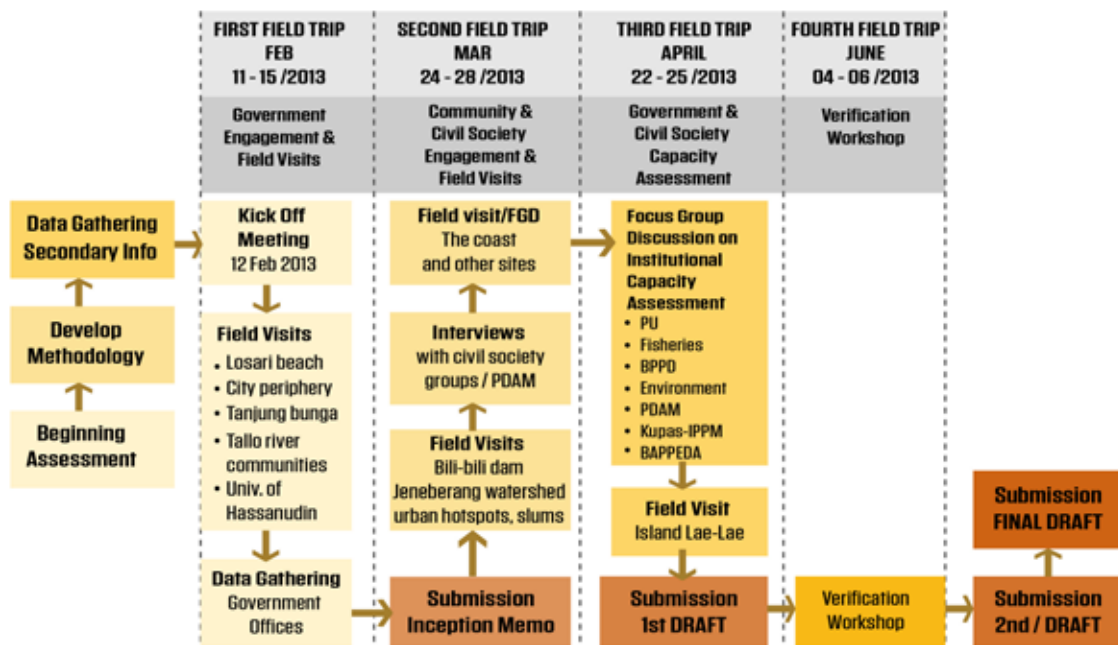 FIRST FIELD TRIP
FEB
11 - 15 /2013
SECOND FIELD TRIP
MAR
24 - 28 /2013
THIRD FIELD TRIP
APRIL
22 - 25 /2013
FOURTH FIELD TRIP
JUNE
04 - 06 /2013
Government
Engagement &
Field Visits
Community &
Civil Society
Engagement &
Field Visits
Government &
Civil Society
Capacity
Assessment
Verification
Workshop
Beginning
Assessment
Develop
Methodology
Data Gathering
Secondary Info
Kick Off
Meeting
12 Feb 2013
Field Visits
• Losari beach
• City periphery
• Tanjung bunga
• Tallo river
communities
• Univ. of
Hassanudin
Data Gathering
Government
Offices
Submission
Inception Memo
Field Visits
Bili-bili dam
Jeneberang watershed
urban hotspots, slums
Interviews
with civil society
groups / PDAM
Field visit/FGD
The coast
and other sites
Focus Group
Discussion on
Institutional
Capacity
Assessment
• PU
• Fisheries
• BPPD
• Environment
• PDAM
• Kupas-IPPM
• BAPPEDA
Field Visit
Island Lae-Lae
Submission
1st DRAFT
Verification
Workshop
Submission
2nd / DRAFT
Submission
FINAL DRAFT